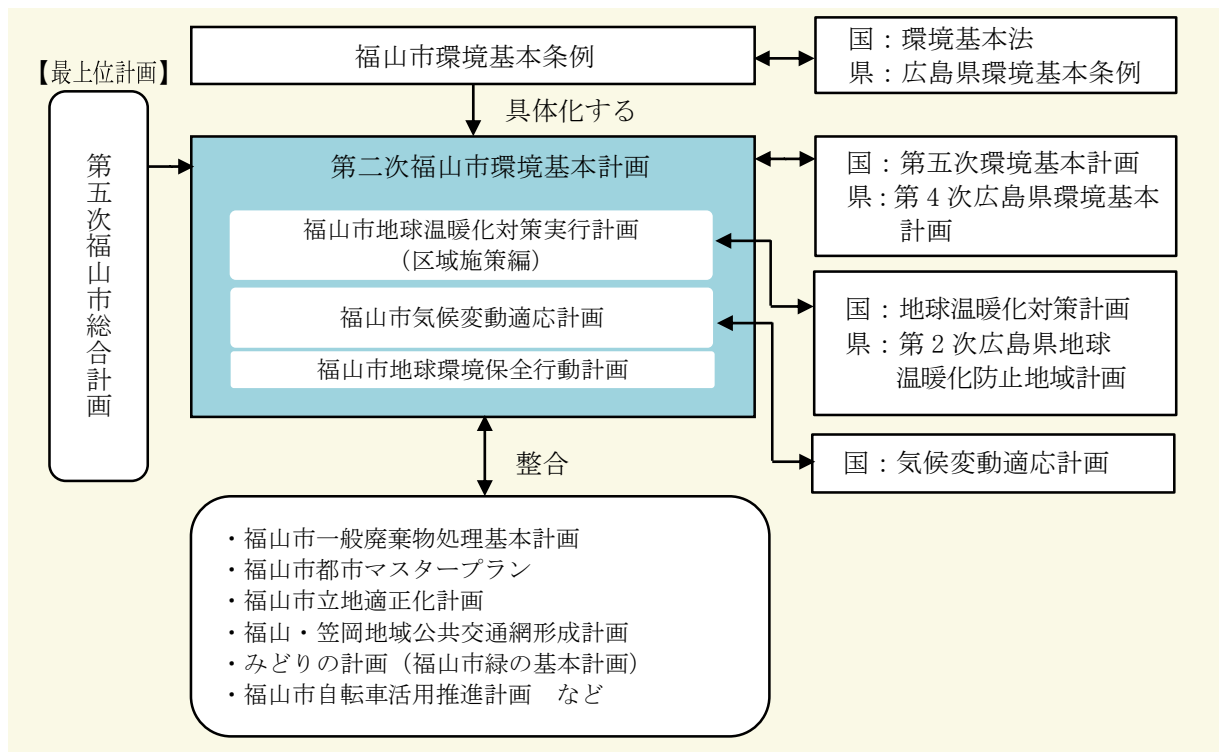 福山市環境基本条例
国：環境基本法
県：広島県環境基本条例
【最上位計画】
具体化する
第五次福山市総合計画
第二次福山市環境基本計画
国：第五次環境基本計画
県：第４次広島県環境基本
計画
福山市地球温暖化対策実行計画
（区域施策編）
福山市気候変動適応計画
福山市地球環境保全行動計画
国：地球温暖化対策計画
県：第２次広島県地球
温暖化防止地域計画
国：気候変動適応計画
整合
・福山市一般廃棄物処理基本計画
・福山市都市マスタープラン
・福山市立地適正化計画
・福山・笠岡地域公共交通網形成計画
・みどりの計画（福山市緑の基本計画）
・福山市自転車活用推進計画　など